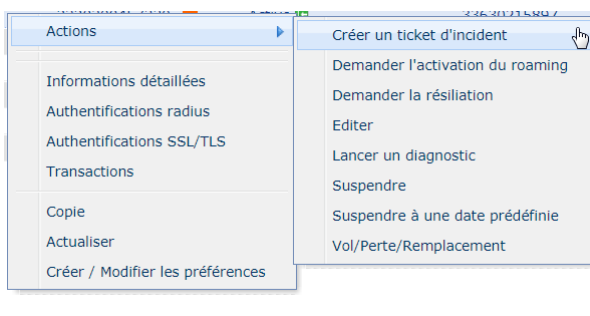 33630215897
Actions
Informations détaillées
Authentifications radius
Authentifications SSL/TLS
Transactions
Copie
Actualiser
Créer / Modifier les préférences
Créer un ticket d'incident
Demander l'activation du roaming
Demander la résiliation
Editer
Lancer un diagnostic
Suspendre
Suspendre à une date prédéfinie
Vol/Perte/Remplacement